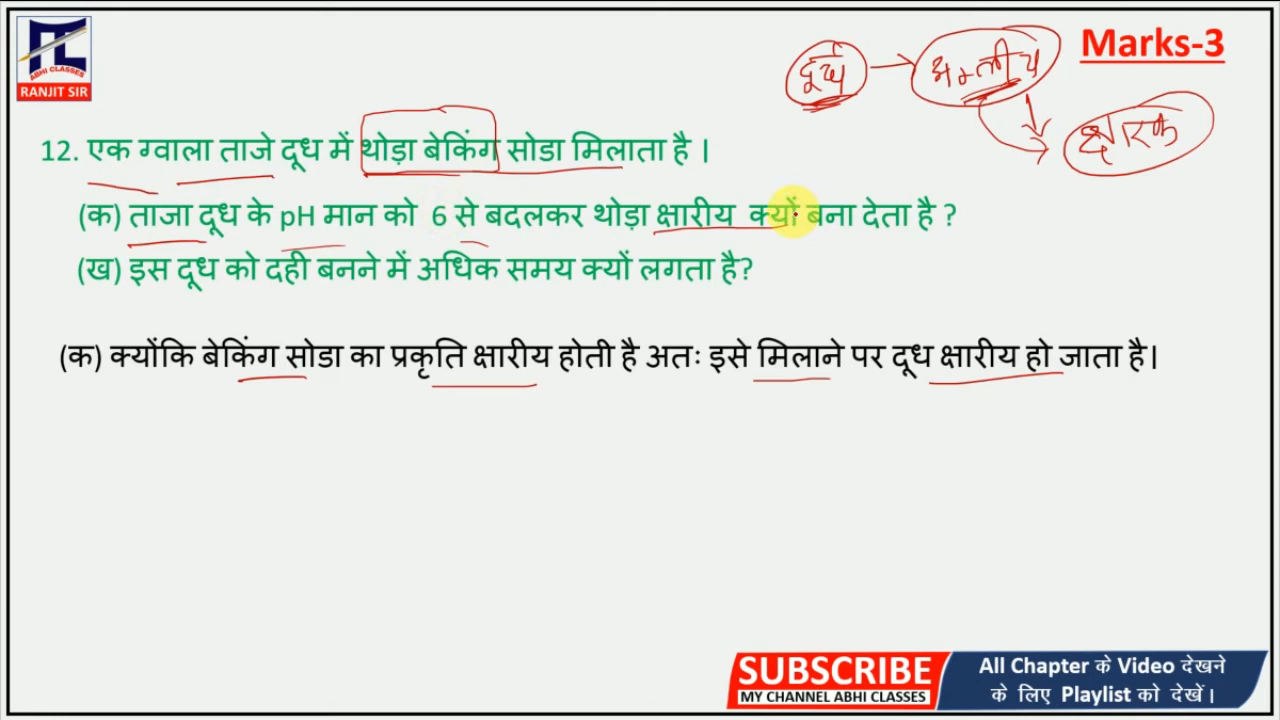 ABHI CLASSES
RANJIT SIR
Marks-3
दूध → अम्लीय
क्षारक
12. एक ग्वाला ताजे दूध में थोड़ा बेकिंग सोडा मिलाता है ।
(क) ताजा दूध के pH मान को 6 से बदलकर थोड़ा क्षारीय क्यों बना देता है ?
(ख) इस दूध को दही बनने में अधिक समय क्यों लगता है?
(क) क्योंकि बेकिंग सोडा का प्रकृति क्षारीय होती है अतः इसे मिलाने पर दूध क्षारीय हो जाता है।
SUBSCRIBE
MY CHANNEL ABHI CLASSES
All Chapter के Video देखने
के लिए Playlist को देखें ।